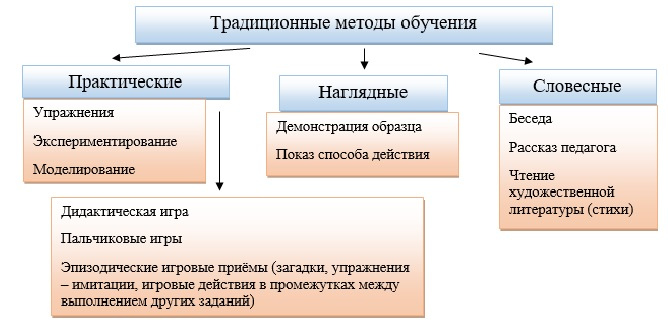 Традиционные методы обучения
Практические
Упражнения
Экспериментирование
Моделирование
Наглядные
Демонстрация образца
Показ способа действия
Словесные
Беседа
Рассказ педагога
Чтение
художественной
литературы (стихи)
Дидактическая игра
Пальчиковые игры
Эпизодические игровые приёмы (загадки, упражнения
– имитации, игровые действия в промежутках между
выполнением других заданий)